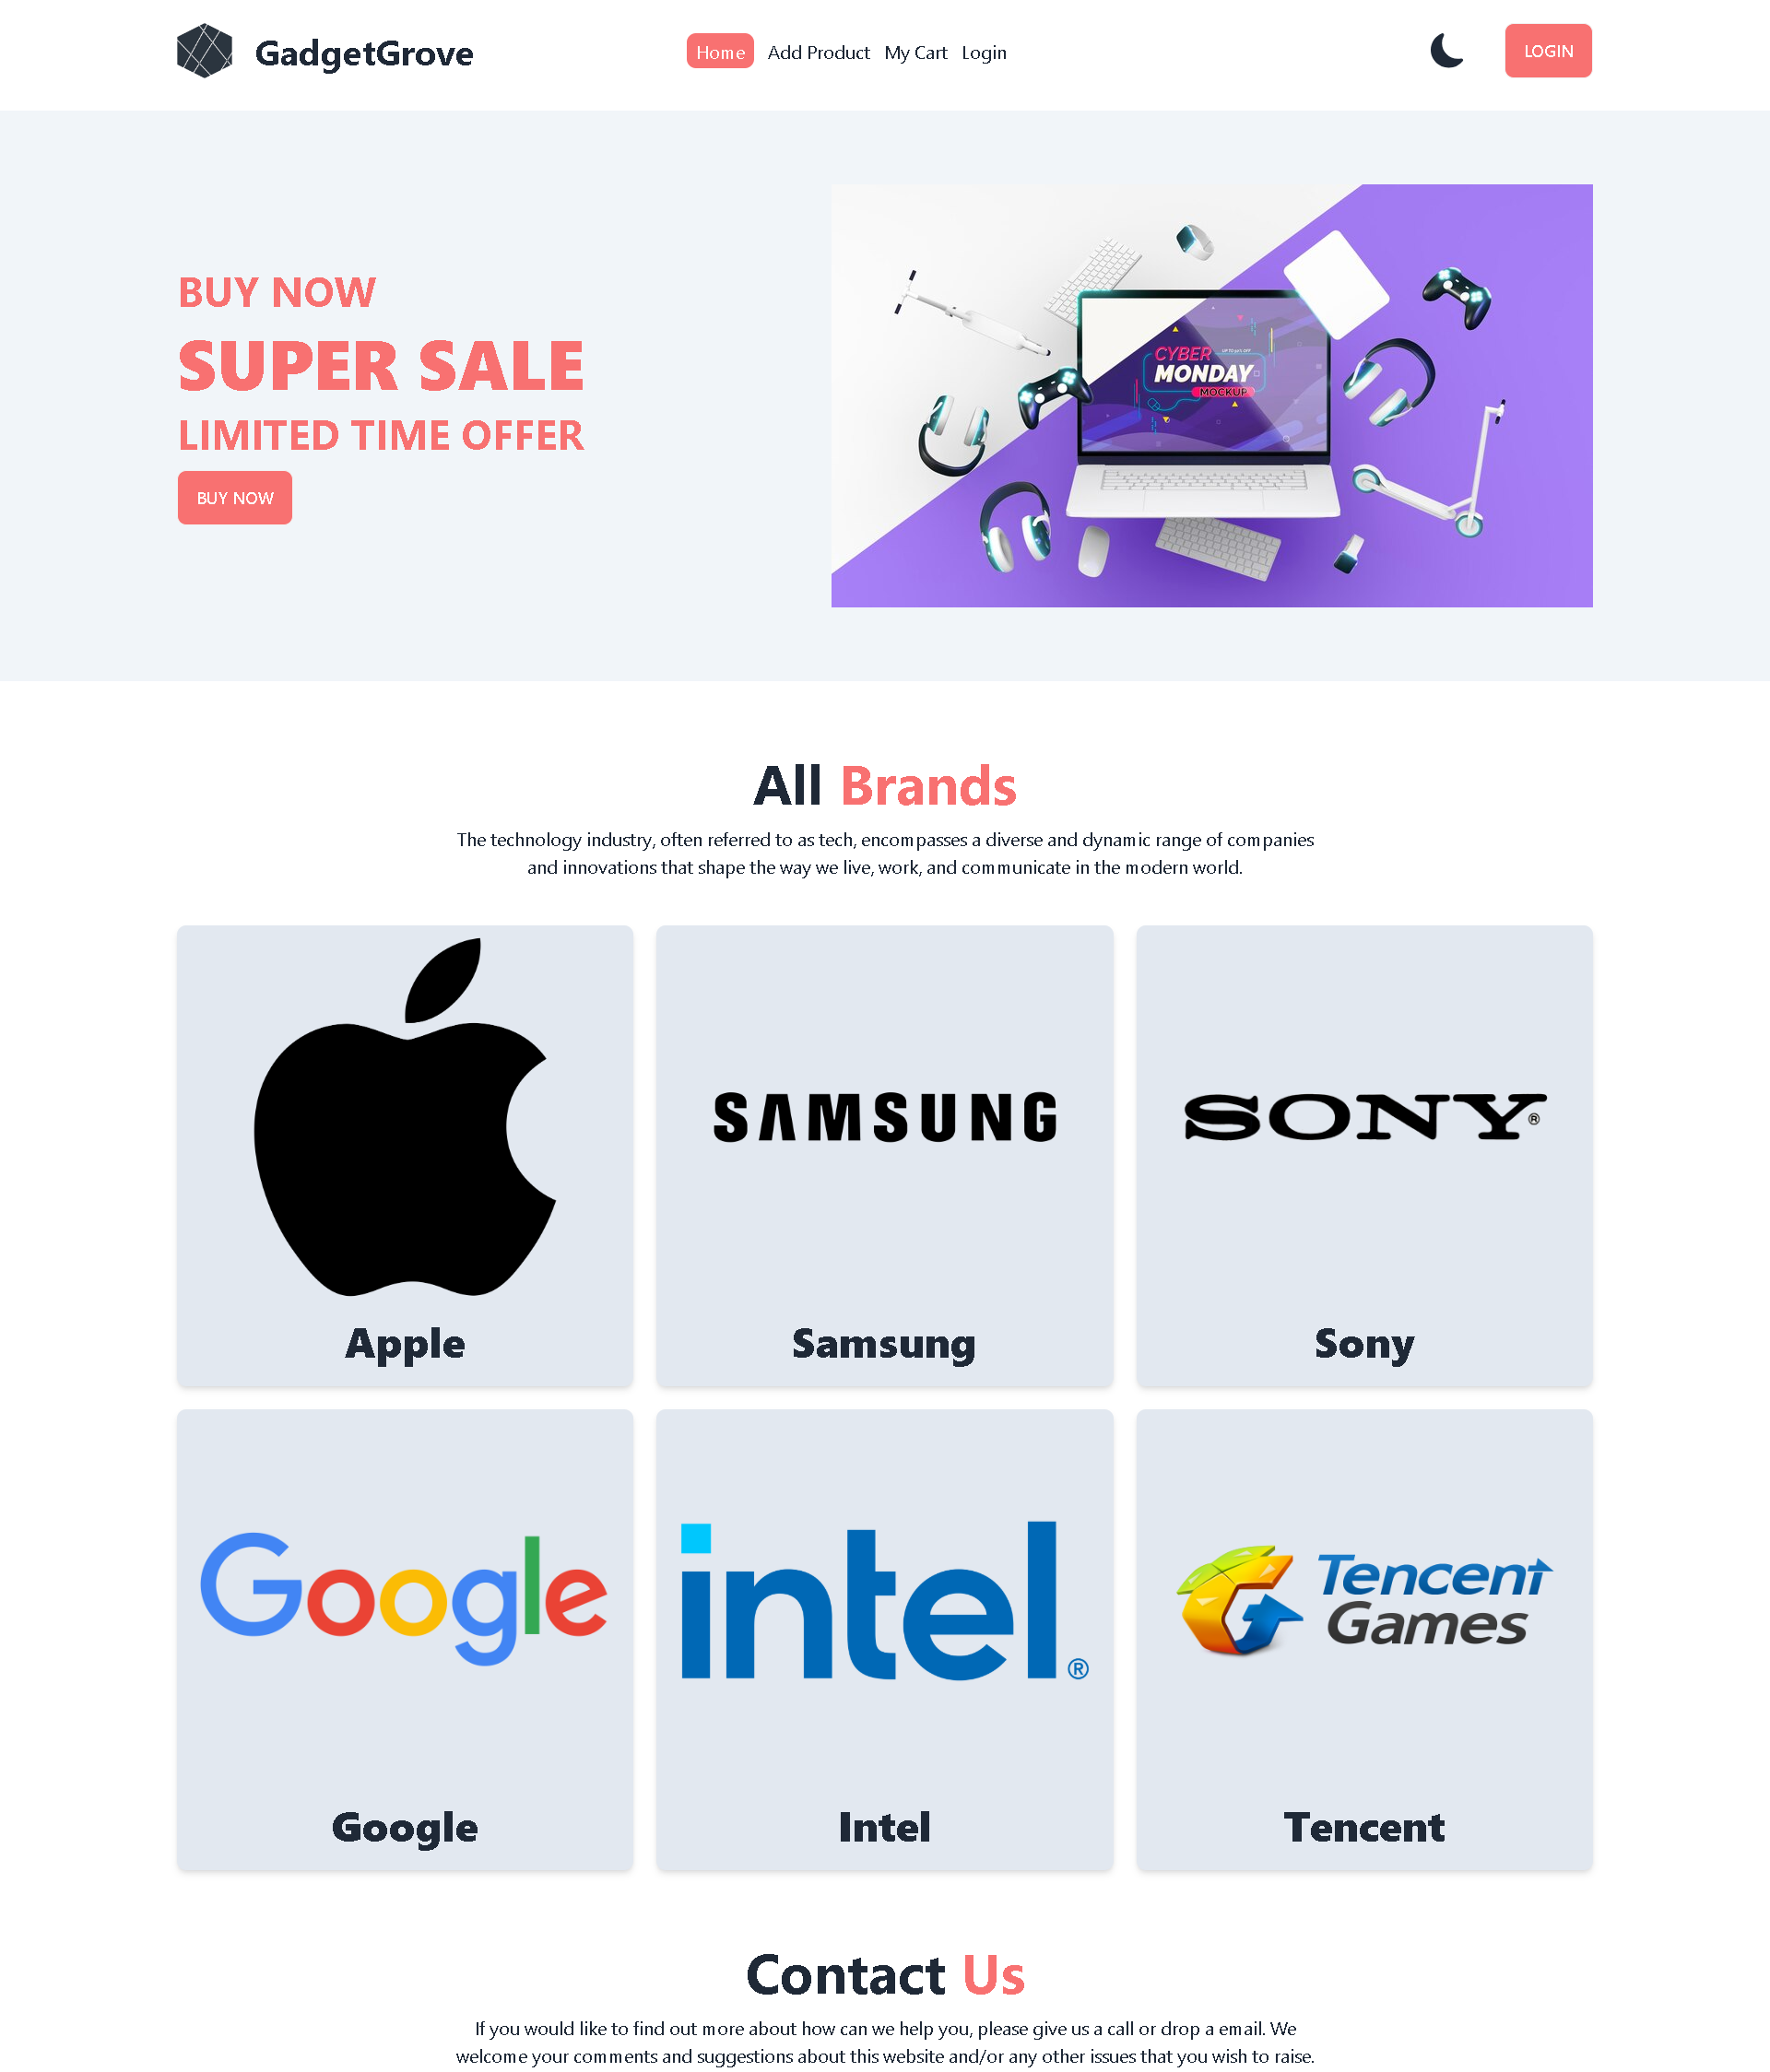 GadgetGrove
Home Add Product My Cart Login
LOGIN
BUY NOW
SUPER SALE
LIMITED TIME OFFER
BUY NOW
CYBER
MONDAY
MOCKUP
All Brands
The technology industry, often referred to as tech, encompasses a diverse and dynamic range of companies
and innovations that shape the way we live, work, and communicate in the modern world.
SAMSUNG
SONY®
Apple
Samsung
Sony
Google
intel®
Tencent
Games
Google
Intel
Tencent
Contact Us
If you would like to find out more about how can we help you, please give us a call or drop a email. We
welcome your comments and suggestions about this website and/or any other issues that you wish to raise.